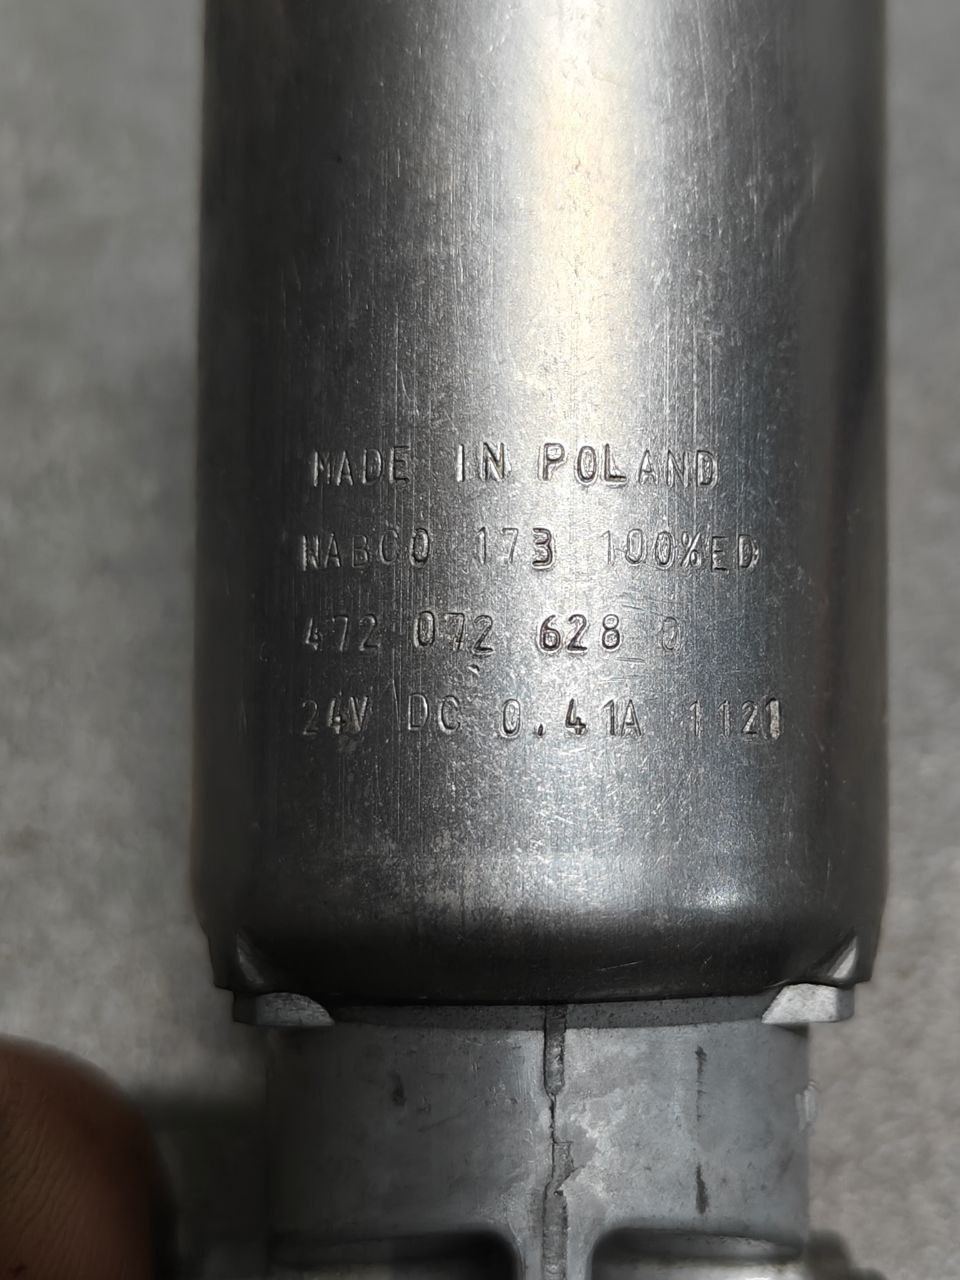 MADE IN POLAND
WABCO 173 100%ED
472 072 628 0
24V DC 0.41A 1121